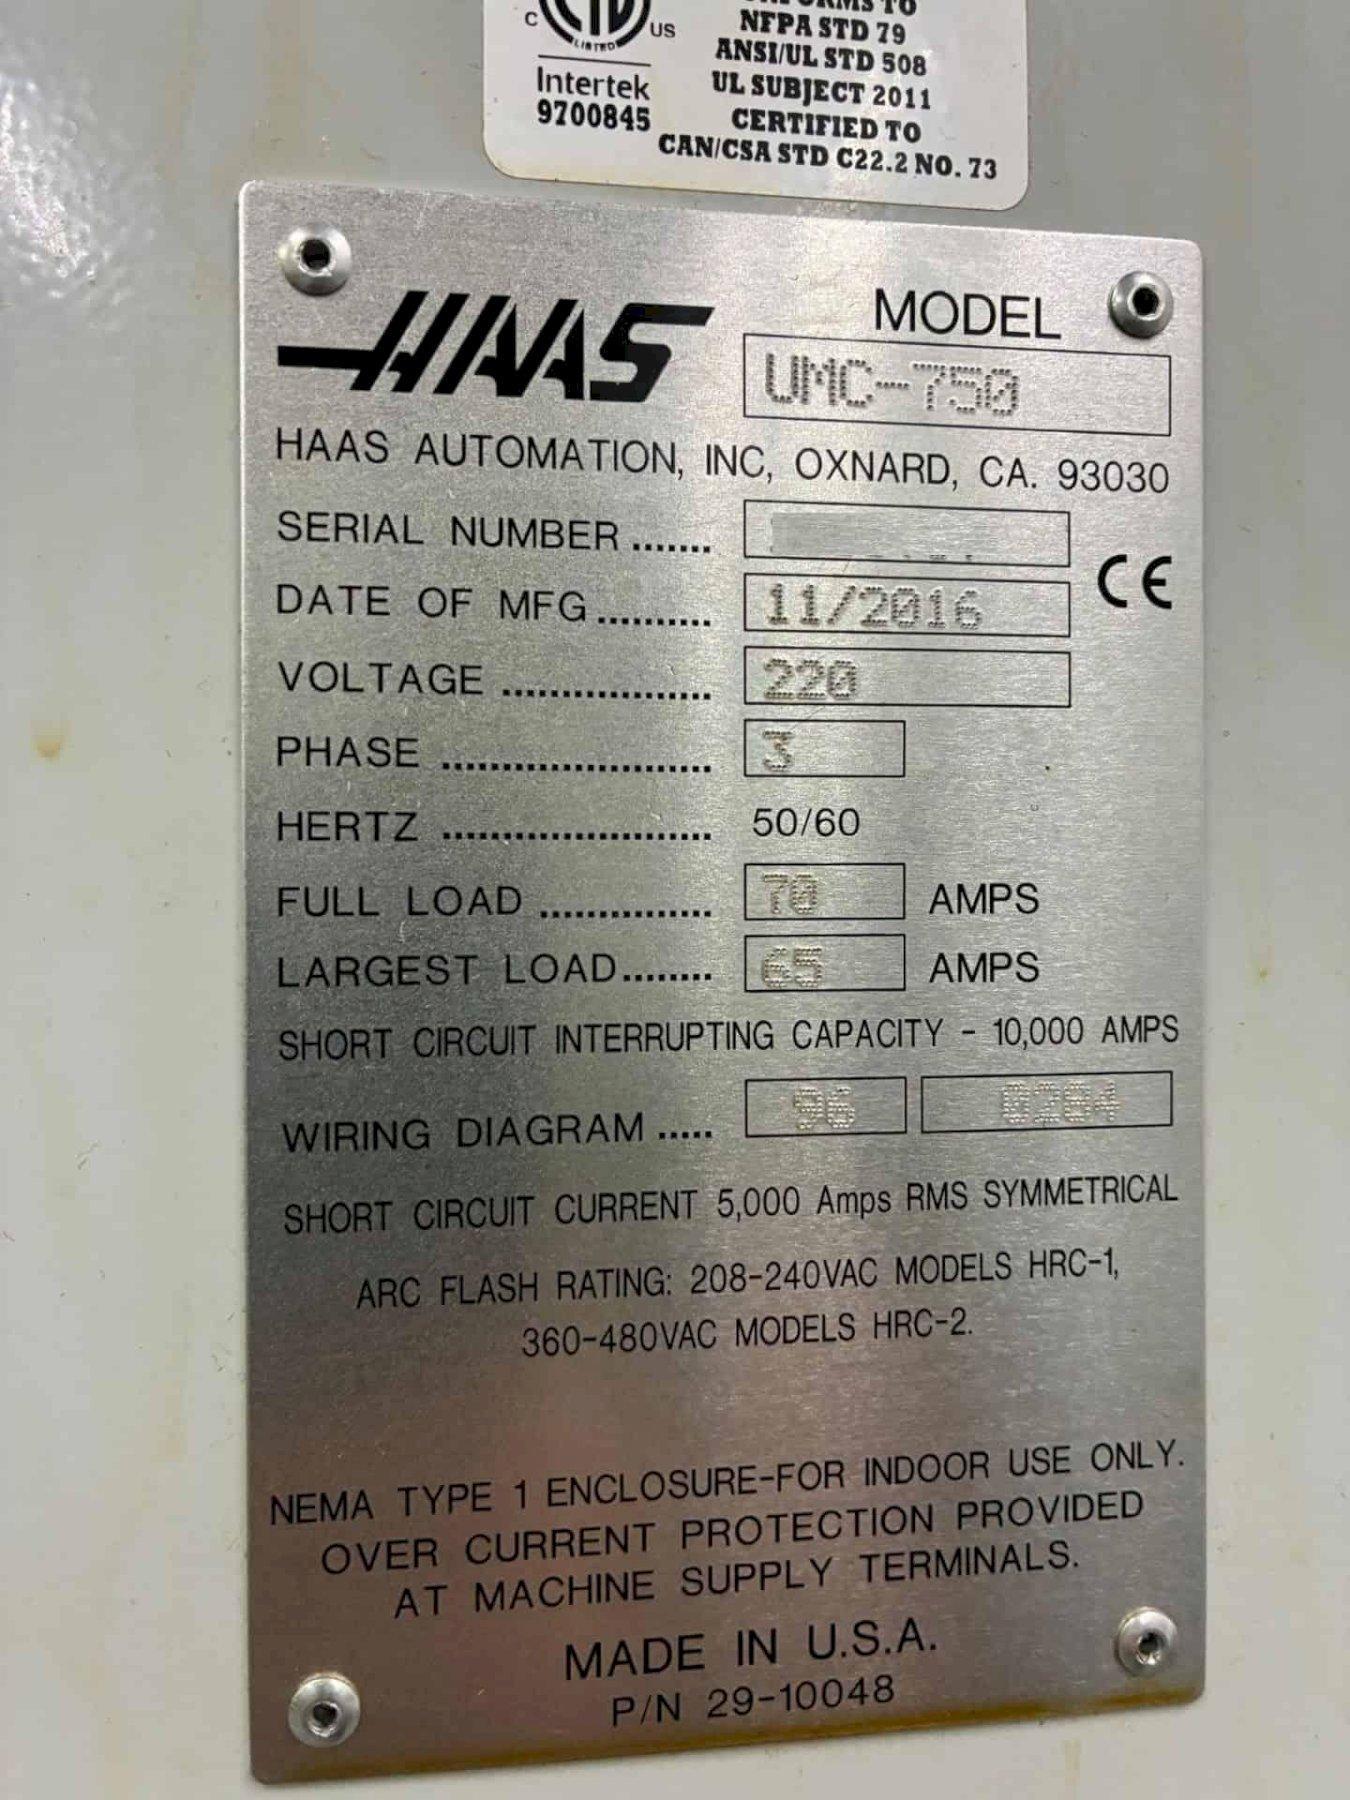 C US
LISTED
Intertek
9700845
CONFORMS TO
NFPA STD 79
ANSI/UL STD 508
UL SUBJECT 2011
CERTIFIED TO
CAN/CSA STD C22.2 NO. 73
HAAS
MODEL
UMC-750
HAAS AUTOMATION, INC, OXNARD, CA. 93030
SERIAL NUMBER .......
CE
DATE OF MFG.......... 11/2016
VOLTAGE ................. 220
PHASE ...................... 3
HERTZ ...................... 50/60
FULL LOAD .............. 70 AMPS
LARGEST LOAD........ 65 AMPS
SHORT CIRCUIT INTERRUPTING CAPACITY - 10,000 AMPS
WIRING DIAGRAM ..... 96 0284
SHORT CIRCUIT CURRENT 5,000 Amps RMS SYMMETRICAL
ARC FLASH RATING: 208-240VAC MODELS HRC-1,
360-480VAC MODELS HRC-2.
NEMA TYPE 1 ENCLOSURE-FOR INDOOR USE ONLY.
OVER CURRENT PROTECTION PROVIDED
AT MACHINE SUPPLY TERMINALS.
MADE IN U.S.A.
P/N 29-10048